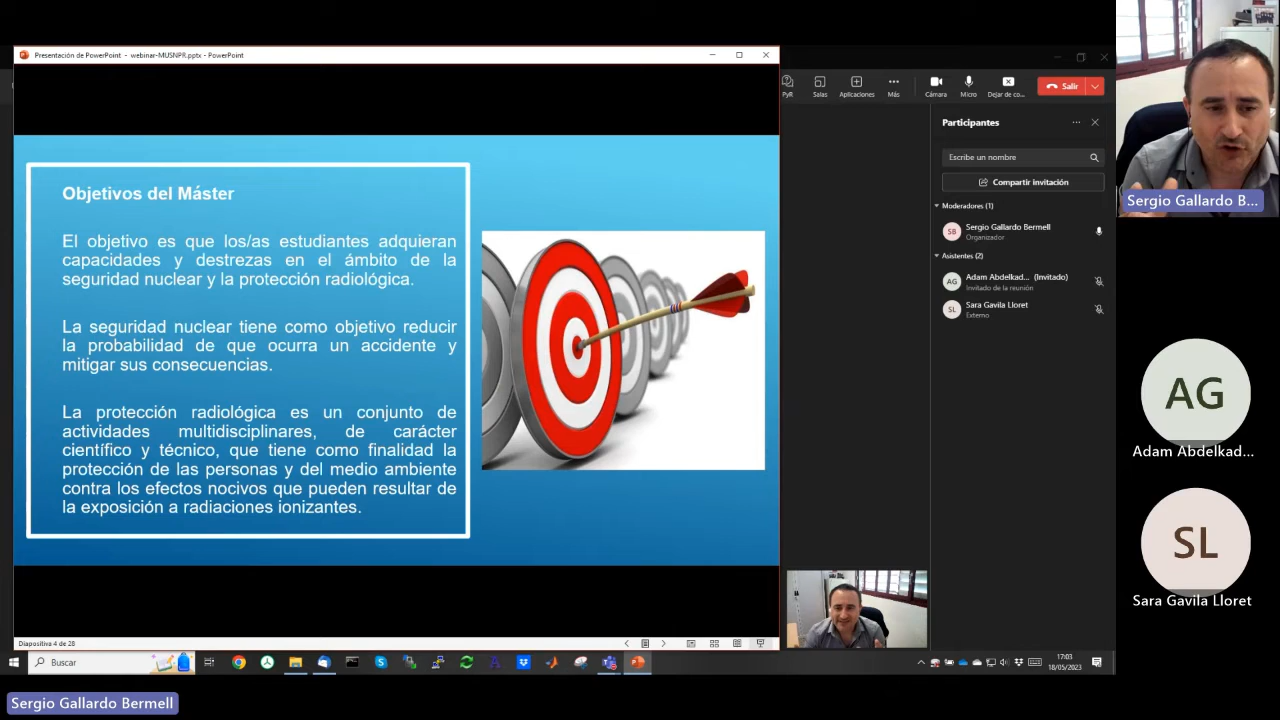 Presentación de PowerPoint - webinar-MUSNPR.pptx - PowerPoint
Objetivos del Máster
El objetivo es que los/as estudiantes adquieran
capacidades y destrezas en el ámbito de la
seguridad nuclear y la protección radiológica.
La seguridad nuclear tiene como objetivo reducir
la probabilidad de que ocurra un accidente y
mitigar sus consecuencias.
La protección radiológica es un conjunto de
actividades multidisciplinares, de carácter
científico y técnico, que tiene como finalidad la
protección de las personas y del medio ambiente
contra los efectos nocivos que pueden resultar de
la exposición a radiaciones ionizantes.
Diapositiva 4 de 28
PyR Salas Aplicaciones Más Cámara Micro Dejar de co... Salir
Participantes
Escribe un nombre
Compartir invitación
Moderadores (1)
SB Sergio Gallardo Bermell
Organizador
Asistentes (2)
AG Adam Abdelkad... (Invitado)
Invitado de la reunión
SL Sara Gavila Lloret
Externo
Sergio Gallardo B...
AG
Adam Abdelkad...
SL
Sara Gavila Lloret
Buscar
17:03
18/05/2023
Sergio Gallardo Bermell